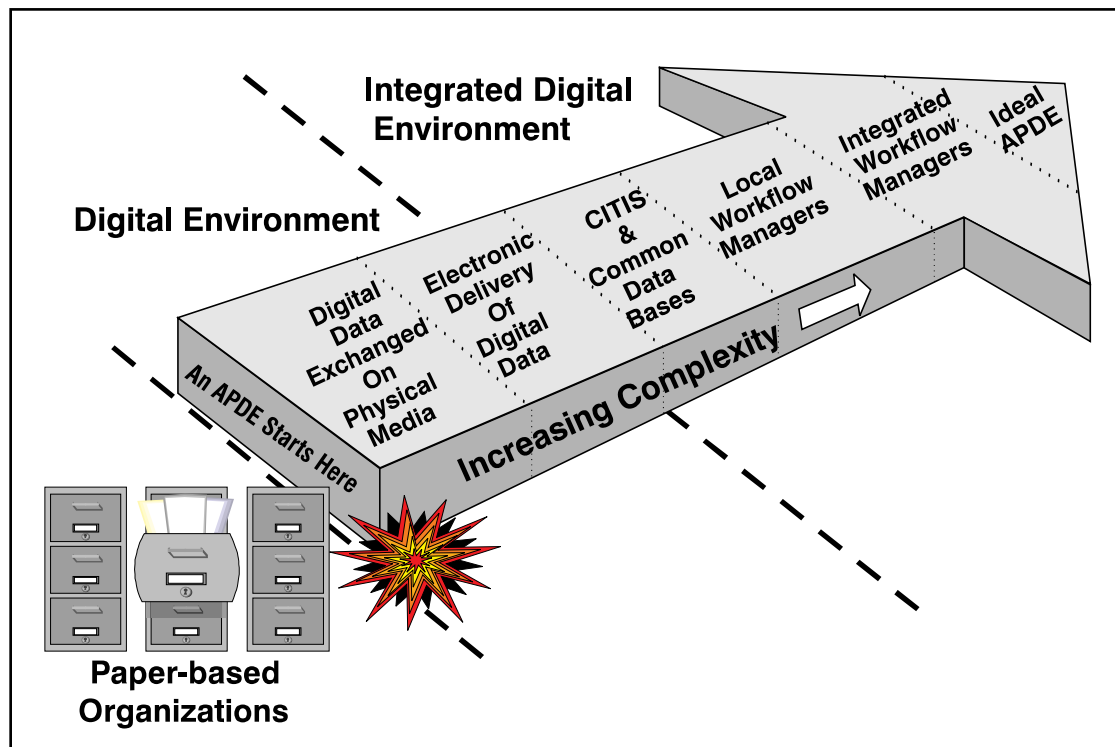 Integrated Digital
Environment
Digital Environment
An APDE Starts Here
Digital
Data
Exchanged
On
Physical
Media
Electronic
Delivery
Of
Digital
Data
CITIS
&
Common
Data
Bases
Local
Workflow
Managers
Integrated
Workflow
Managers
Ideal
APDE
Increasing Complexity
Paper-based
Organizations